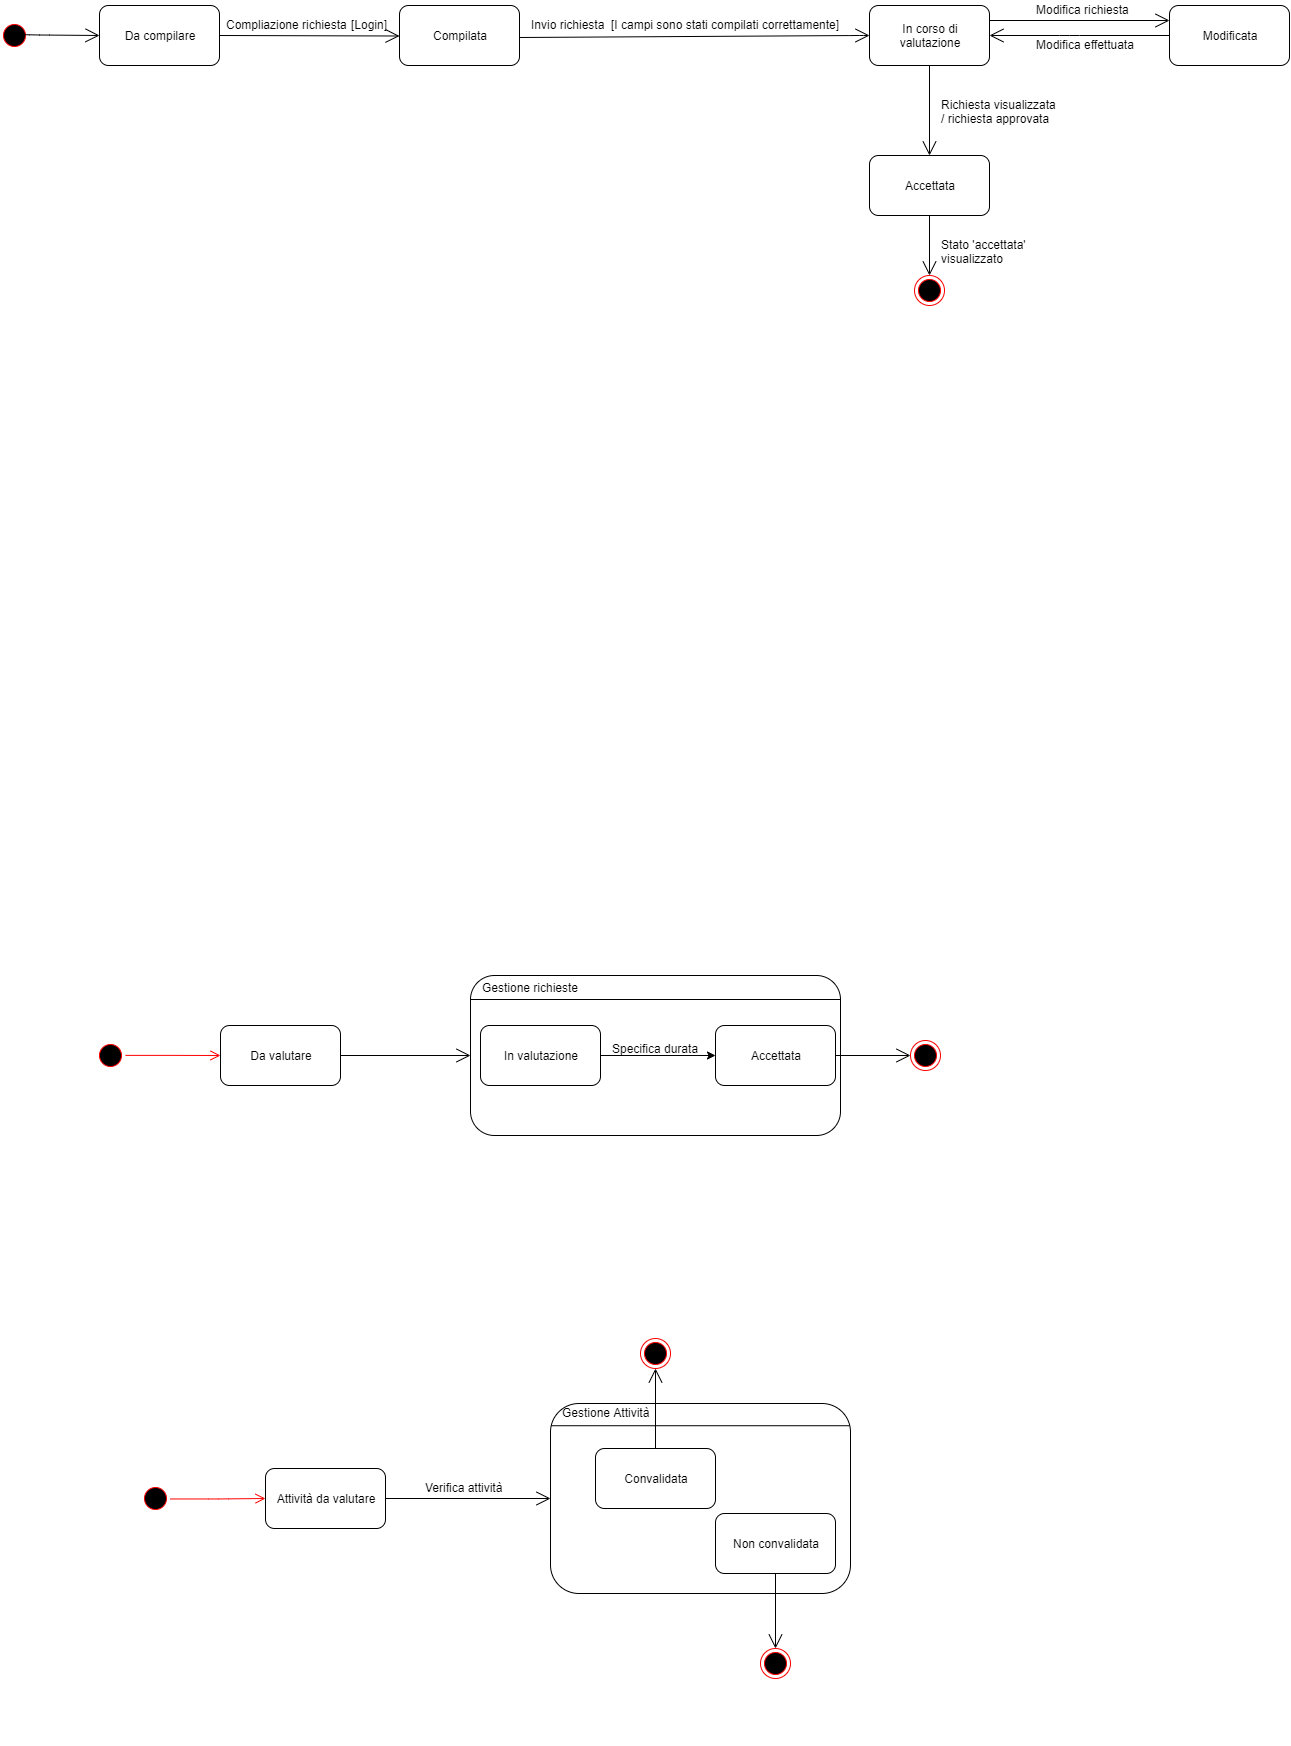 Da compilare
Compliazione richiesta [Login]
Compilata
Invio richiesta  [I campi sono stati compilati correttamente]
In corso di
valutazione
Modifica richiesta
Modifica effettuata
Modificata
Richiesta visualizzata
/ richiesta approvata
Accettata
Stato 'accettata'
visualizzato
Gestione richieste
Da valutare
In valutazione
Specifica durata
Accettata
Gestione Attività
Convalidata
Attività da valutare
Verifica attività
Non convalidata